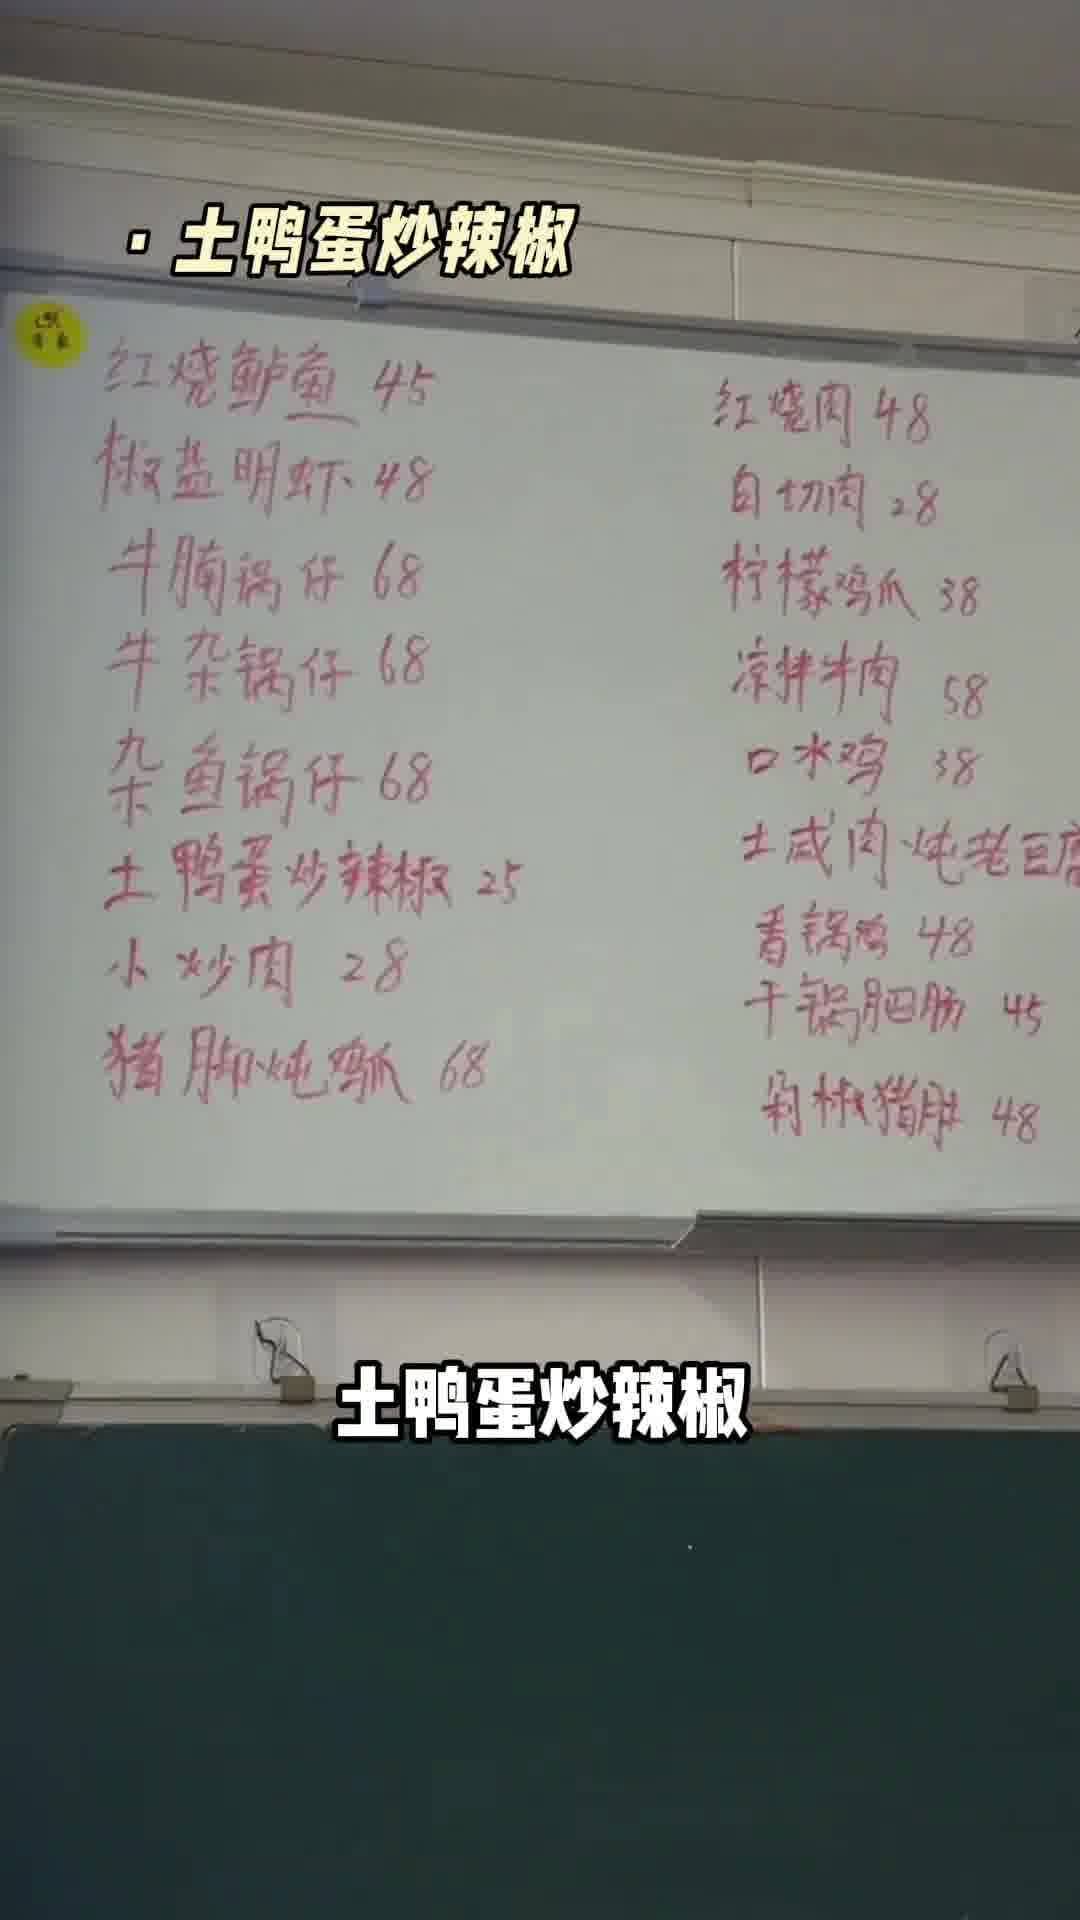 · 土鸭蛋炒辣椒
红烧鲈鱼 45
椒盐明虾 48
牛腩锅仔 68
牛杂锅仔 68
杂鱼锅仔 68
土鸭蛋炒辣椒 25
小炒肉 28
猪脚炖鸡爪 68
红烧肉 48
白切肉 28
柠檬鸡爪 38
凉拌牛肉 58
口水鸡 38
土咸肉炖老豆腐
香锅鸡 48
干锅肥肠 45
剁椒猪肚 48
土鸭蛋炒辣椒